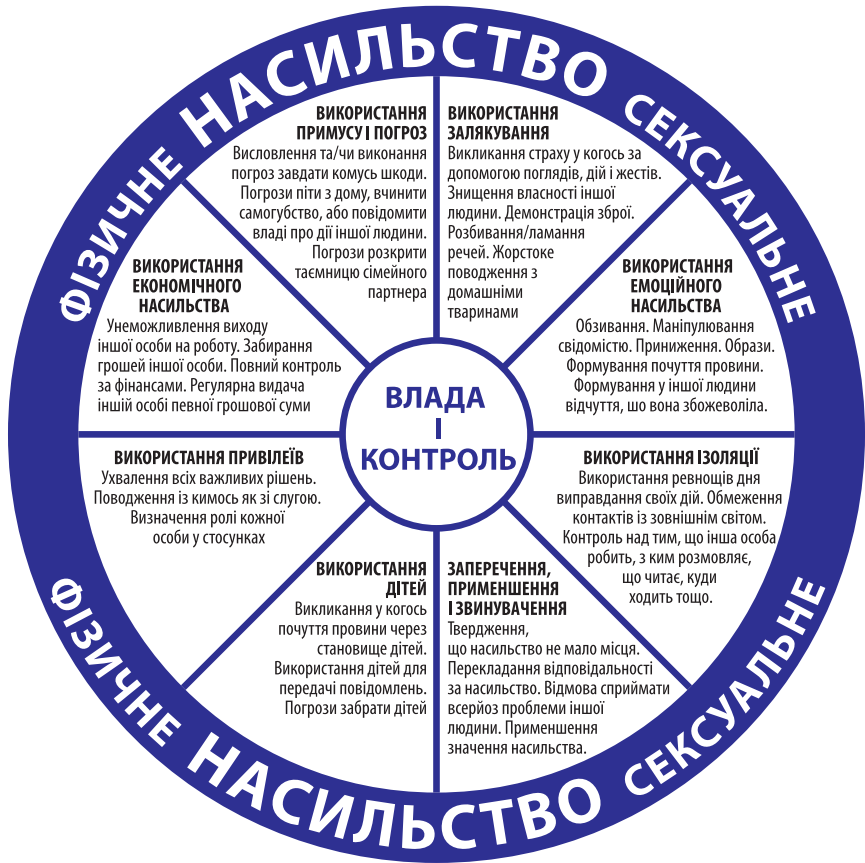 ФІЗИЧНЕ НАСИЛЬСТВО СЕКСУАЛЬНЕ
ВИКОРИСТАННЯ
ПРИМУСУ І ПОГРОЗ
Висловлення та/чи виконання
погроз завдати комусь шкоди.
Погрози піти з дому, вчинити
самогубство, або повідомити
владі про дії іншої людини.
Погрози розкрити
таємницю сімейного
партнера
ВИКОРИСТАННЯ
ЗАЛЯКУВАННЯ
Викликання страху у когось за
допомогою поглядів, дій і жестів.
Знищення власності іншої
людини. Демонстрація зброї.
Розбивання/ламання
речей. Жорстоке
поводження з
домашніми
тваринами
ВИКОРИСТАННЯ
ЕКОНОМІЧНОГО
НАСИЛЬСТВА
Унеможливлення виходу
іншої особи на роботу. Забирання
грошей іншої особи. Повний контроль
за фінансами. Регулярна видача
іншій особі певної грошової суми
ВИКОРИСТАННЯ
ЕМОЦІЙНОГО
НАСИЛЬСТВА
Обзивання. Маніпулювання
свідомістю. Приниження. Образи.
Формування почуття провини.
Формування у іншої людини
відчуття, шо вона збожеволіла.
ВЛАДА
І
КОНТРОЛЬ
ВИКОРИСТАННЯ ПРИВІЛЕЇВ
Ухвалення всіх важливих рішень.
Поводження із кимось як зі слугою.
Визначення ролі кожної
особи у стосунках
ВИКОРИСТАННЯ ІЗОЛЯЦІЇ
Використання ревнощів дня
виправдання своїх дій. Обмеження
контактів із зовнішнім світом.
Контроль над тим, що інша особа
робить, з ким розмовляє,
що читає, куди
ходить тощо.
ВИКОРИСТАННЯ
ДІТЕЙ
Викликання у когось
почуття провини через
становище дітей.
Використання дітей для
передачі повідомлень.
Погрози забрати дітей
ЗАПЕРЕЧЕННЯ,
ПРИМЕНШЕННЯ
І ЗВИНУВАЧЕННЯ
Твердження,
що насильство не мало місця.
Перекладання відповідальності
за насильство. Відмова сприймати
всерйоз проблеми іншої
людини. Применшення
значення насильства.
ФІЗИЧНЕ НАСИЛЬСТВО СЕКСУАЛЬНЕ